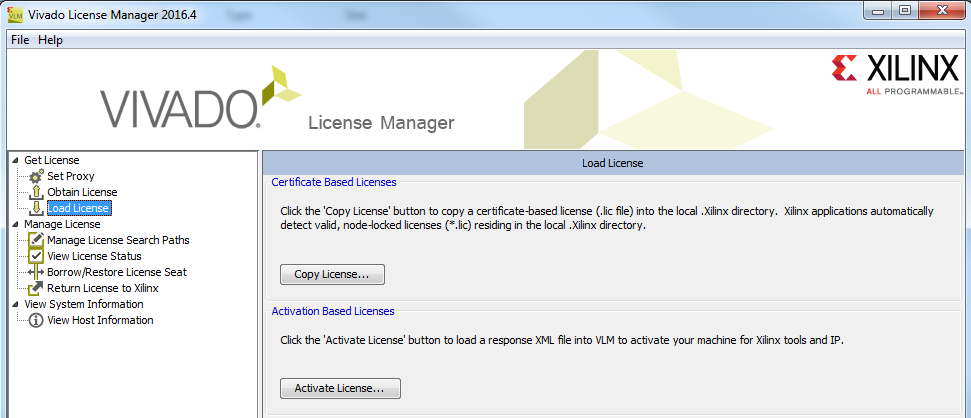 VLM
Vivado License Manager 2016.4
Type
Size
File Help
VIVADO.
License Manager
XILINX
ALL PROGRAMMABLE™
Get License
Set Proxy
Obtain License
Load License
Manage License
Manage License Search Paths
View License Status
Borrow/Restore License Seat
Return License to Xilinx
View System Information
View Host Information
Load License
Certificate Based Licenses
Click the 'Copy License' button to copy a certificate-based license (.lic file) into the local .Xilinx directory. Xilinx applications automatically
detect valid, node-locked licenses (*.lic) residing in the local .Xilinx directory.
Copy License...
Activation Based Licenses
Click the 'Activate License' button to load a response XML file into VLM to activate your machine for Xilinx tools and IP.
Activate License...